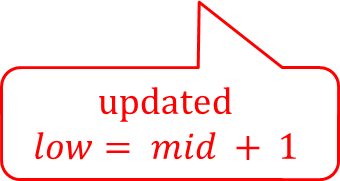 updated
low = mid + 1